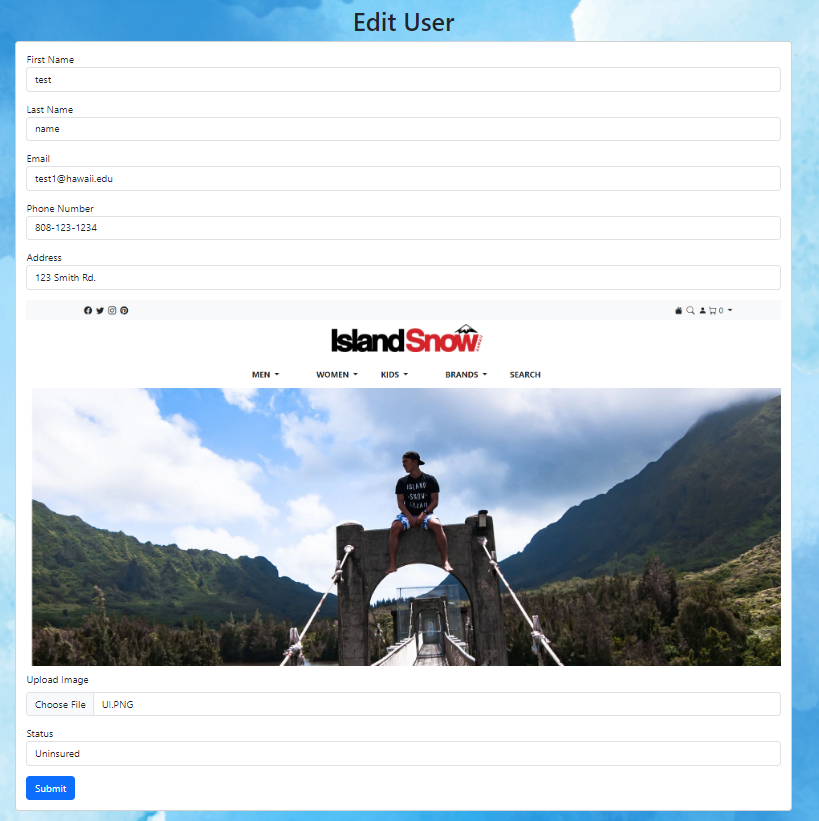 Edit User
First Name
test
Last Name
name
Email
test1@hawaii.edu
Phone Number
808-123-1234
Address
123 Smith Rd.
0
IslandSnow
MEN WOMEN KIDS BRANDS SEARCH
ISLAND
SNOW
Upload Image
Choose File UI.PNG
Status
Uninsured
Submit